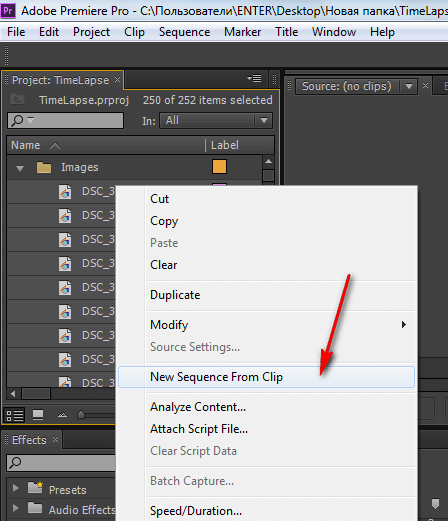 Pr Adobe Premiere Pro - C:\Пользователи\ENTER\Desktop\Новая папка\TimeLaps
File Edit Project Clip Sequence Marker Title Window Help
Project: TimeLapse ×
Source: (no clips)
TimeLapse.prproj 250 of 252 items selected
In: All
Name Label
Images
DSC_3
DSC_3
DSC_3
DSC_3
DSC_3
DSC_3
DSC_3
DSC_3
DSC_3
Cut
Copy
Paste
Clear
Duplicate
Modify
Source Settings...
New Sequence From Clip
Analyze Content...
Attach Script File...
Clear Script Data
Batch Capture...
Speed/Duration...
Effects ×
Presets
Audio Effects